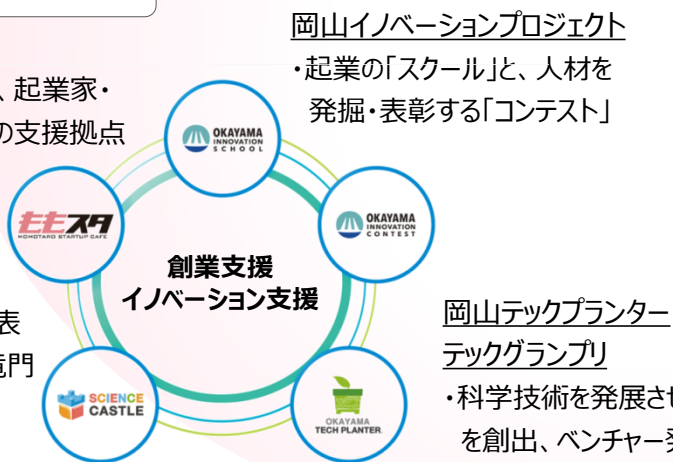 岡山イノベーションプロジェクト
・起業の「スクール」と、人材を
発掘・表彰する「コンテスト」
、起業家・
の支援拠点
OKAYAMA
INNOVATION
SCHOOL
ももスタ
MOMOTARO STARTUP CAFE
OKAYAMA
INNOVATION
CONTEST
創業支援
イノベーション支援
表
門
SCIENCE
CASTLE
OKAYAMA
TECH PLANTER
岡山テックプランター
テックグランプリ
・科学技術を発展させ
を創出、ベンチャー発